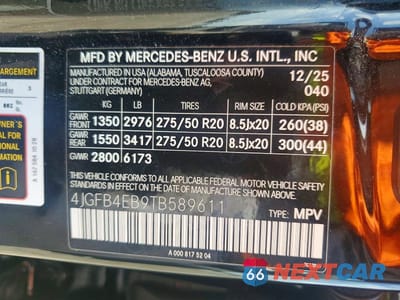 MFD BY MERCEDES-BENZ U.S. INTL., INC
MANUFACTURED IN USA (ALABAMA, TUSCALOOSA COUNTY) 12/25
UNDER LICENCE FOR MERCEDES-BENZ AG,
STUTTGART (GERMANY) 040
KG LB TIRES RIM SIZE COLD KPA(PSI)
GAWR FRONT 1350 2976 275/50 R20 8.5Jx20 260(38)
GAWR REAR 1550 3417 275/50 R20 8.5Jx20 300(44)
GVWR 2800 6173
THIS VEHICLE CONFORMS TO ALL APPLICABLE FEDERAL MOTOR VEHICLE SAFETY
STANDARDS IN EFFECT ON THE DATE OF MANUFACTURE SHOWN ABOVE.
4JGFB4EB9TB589611 TYPE: MPV
A 000 817 52 04
66 NEXTCAR